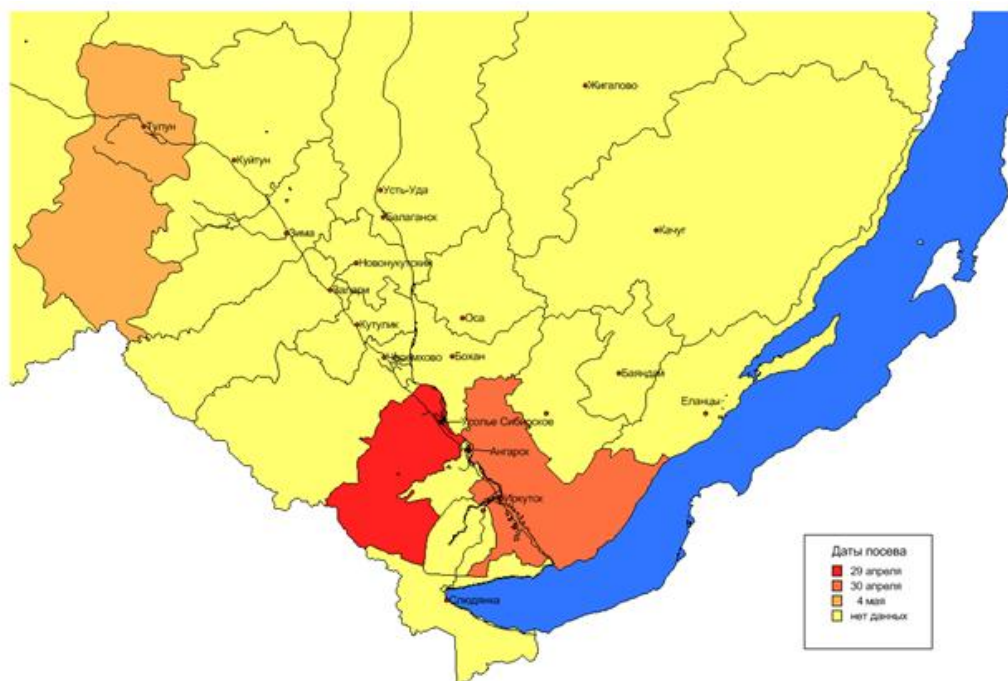 Жигалово
Тулун
Куйтун
Усть-Уда
Балаганск
Качуг
Зима
Новонукутский
Залари
Оса
Кутулик
Черемхово
Бохан
Баяндай
Еланцы
Усолье Сибирское
Ангарск
Иркутск
Слюдянка
Даты посева
29 апреля
30 апреля
4 мая
нет данных